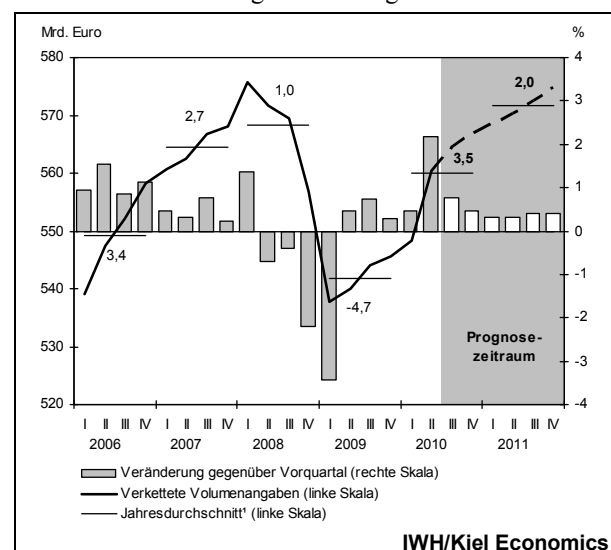 Mrd. Euro %
580 4
570 3
560 2
550 1
540 0
530 -1
520 -2
-3
-4
3,4
2,7
1,0
-4,7
3,5
2,0
Prognose-
zeitraum
I II III IV I II III IV I II III IV I II III IV I II III IV I II III IV
2006 2007 2008 2009 2010 2011
Veränderung gegenüber Vorquartal (rechte Skala)
Verkettete Volumenangaben (linke Skala)
Jahresdurchschnitt¹ (linke Skala)
IWH/Kiel Economics